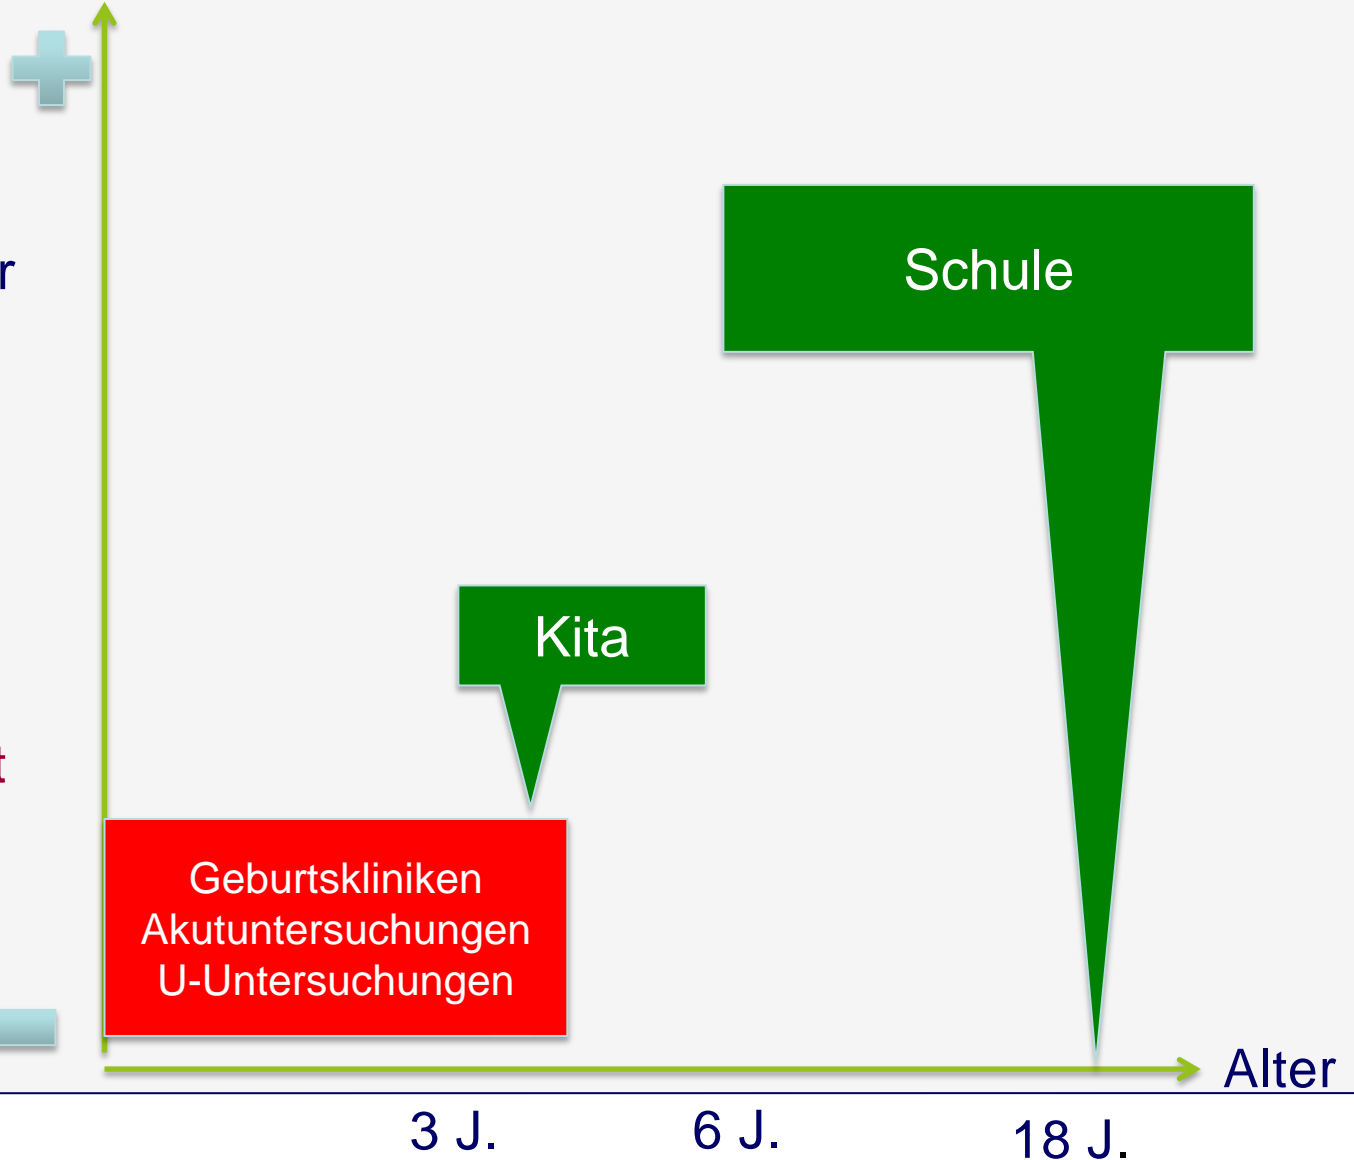 r
Schule
Kita
t
Geburtskliniken
Akutuntersuchungen
U-Untersuchungen
Alter
3 J.
6 J.
18 J.